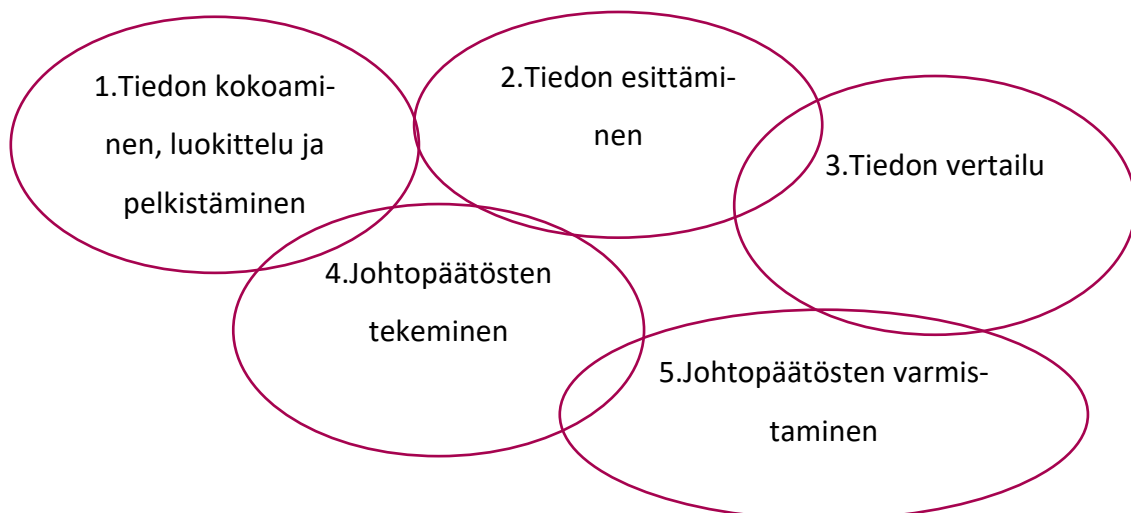 1.Tiedon kokoami-
nen, luokittelu ja
pelkistäminen
2.Tiedon esittämi-
nen
3.Tiedon vertailu
4.Johtopäätösten
tekeminen
5.Johtopäätösten varmis-
taminen